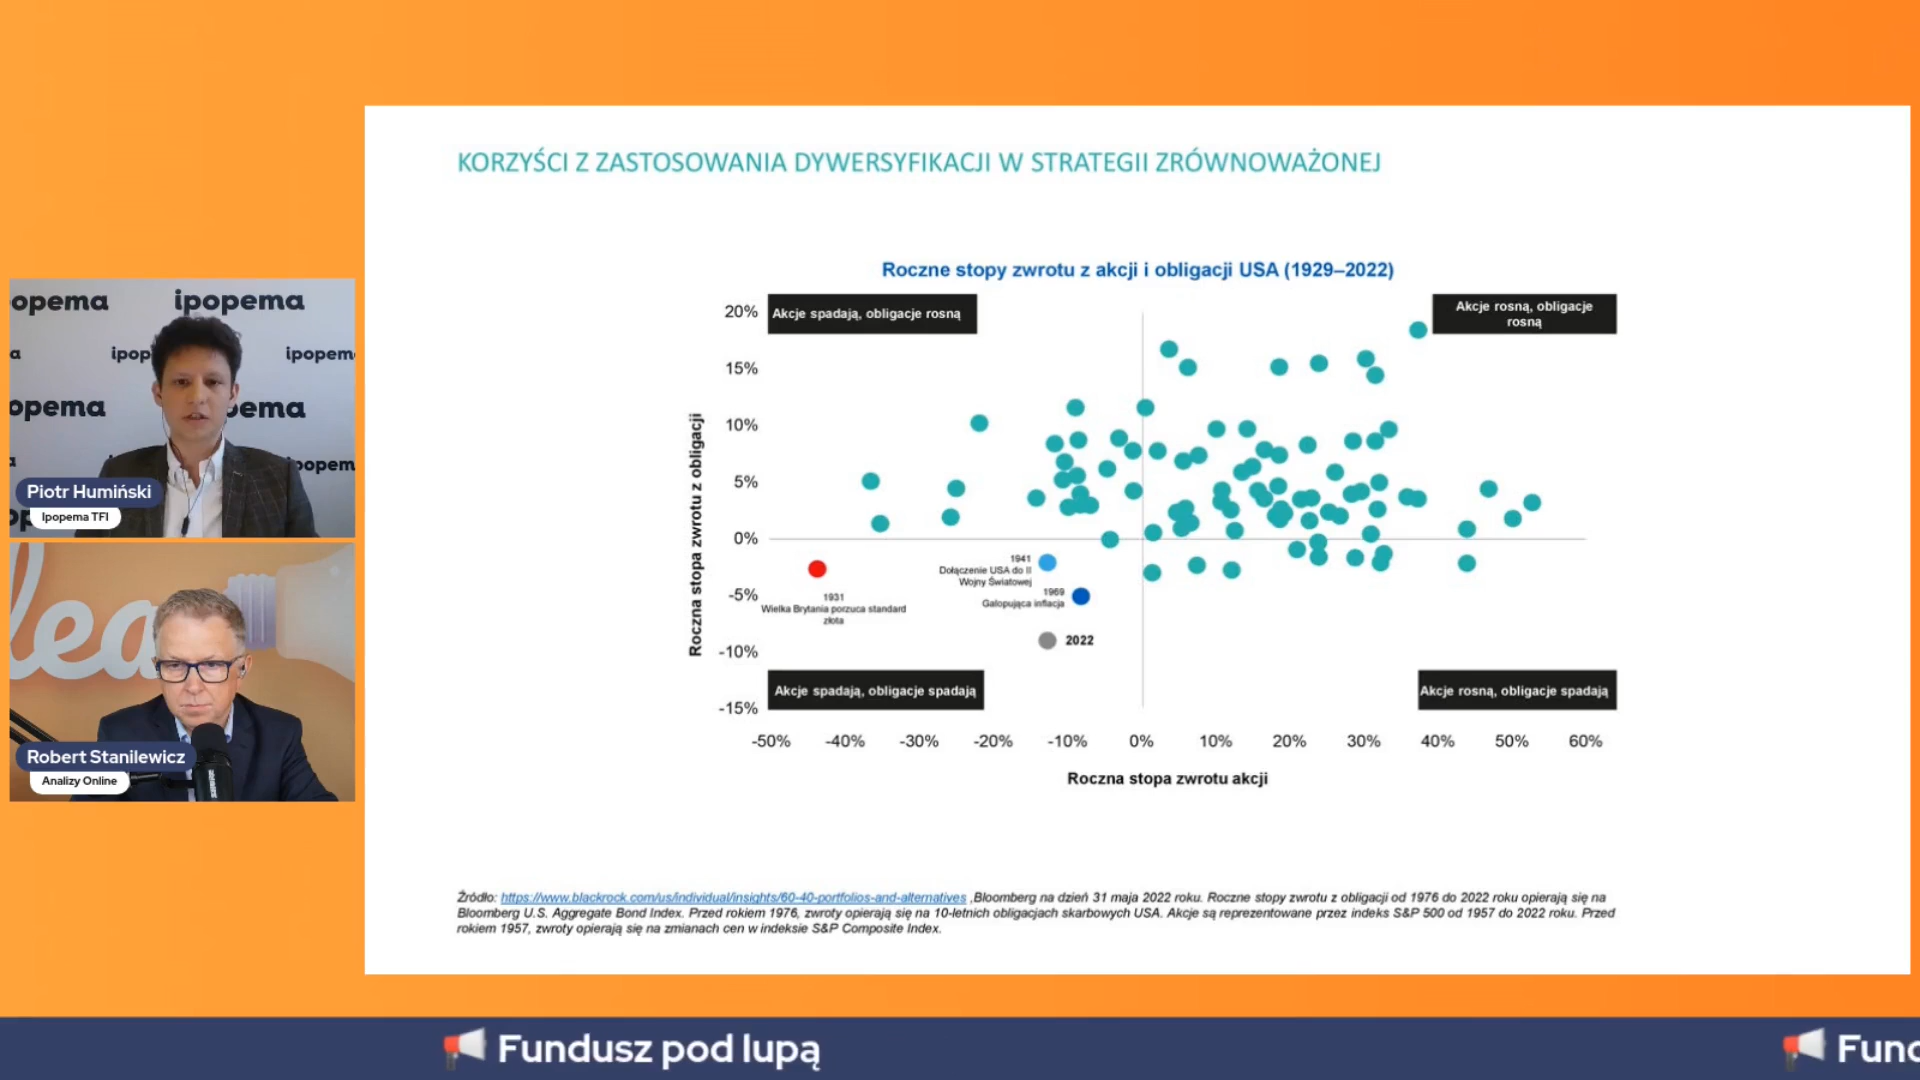 KORZYŚCI Z ZASTOSOWANIA DYWERSYFIKACJI W STRATEGII ZRÓWNOWAŻONEJ
Roczne stopy zwrotu z akcji i obligacji USA (1929–2022)
Akcje spadają, obligacje rosną
Akcje rosną, obligacje
rosną
20%
15%
10%
5%
0%
-5%
-10%
-15%
Roczna stopa zwrotu z obligacji
1941
Dołączenie USA do II
Wojny Światowej
1969
Galopująca inflacja
1931
Wielka Brytania porzuca standard
złota
2022
Akcje spadają, obligacje spadają
Akcje rosną, obligacje spadają
-50% -40% -30% -20% -10% 0% 10% 20% 30% 40% 50% 60%
Roczna stopa zwrotu akcji
Źródło: https://www.blackrock.com/us/individual/insights/60-40-portfolios-and-alternatives ,Bloomberg na dzień 31 maja 2022 roku. Roczne stopy zwrotu z obligacji od 1976 do 2022 roku opierają się na
Bloomberg U.S. Aggregate Bond Index. Przed rokiem 1976, zwroty opierają się na 10-letnich obligacjach skarbowych USA. Akcje są reprezentowane przez indeks S&P 500 od 1957 do 2022 roku. Przed
rokiem 1957, zwroty opierają się na zmianach cen w indeksie S&P Composite Index.
opema ipopema
a ipop ipopem
opema pema
popem
Piotr Humiński
Ipopema TFI
lea
Robert Stanilewicz
Analizy Online
Fundusz pod lupą
Func